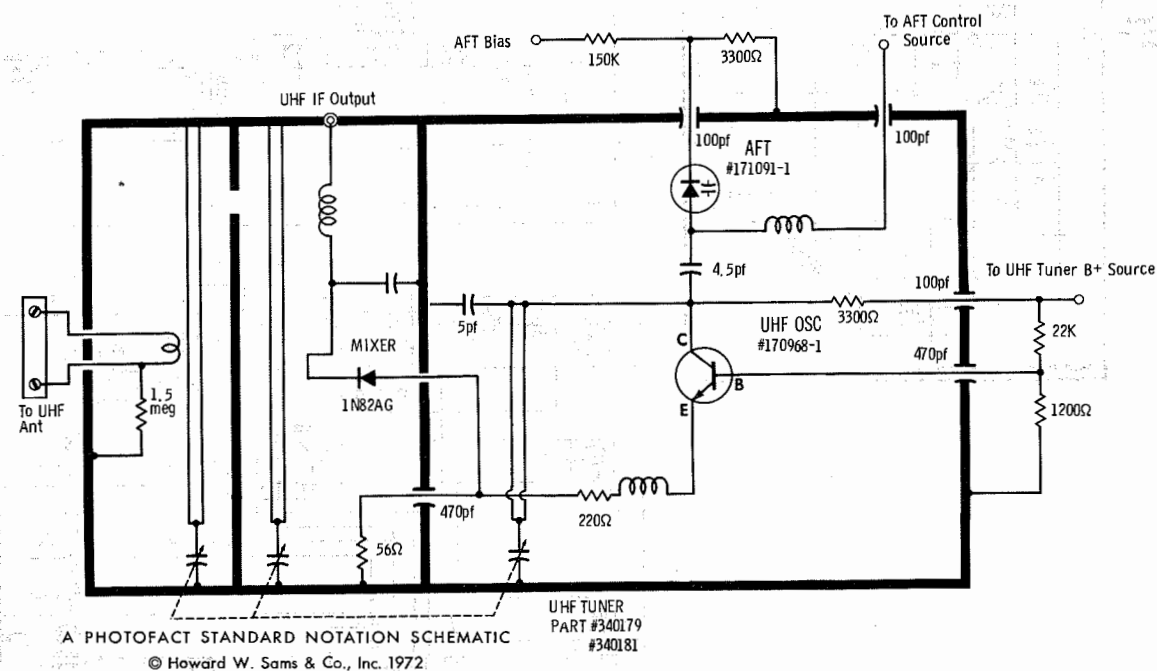 To AFT Control
Source
AFT Bias
150K
3300Ω
UHF IF Output
100pf
AFT
#171091-1
100pf
4.5pf
To UHF Tuner B+ Source
100pf
5pf
3300Ω
UHF OSC
#170968-1
22K
C
MIXER
470pf
B
1N82AG
E
1.5
meg
To UHF
Ant
1200Ω
470pf
220Ω
56Ω
UHF TUNER
PART #340179
#340181
A PHOTOFACT STANDARD NOTATION SCHEMATIC
© Howard W. Sams & Co., Inc. 1972